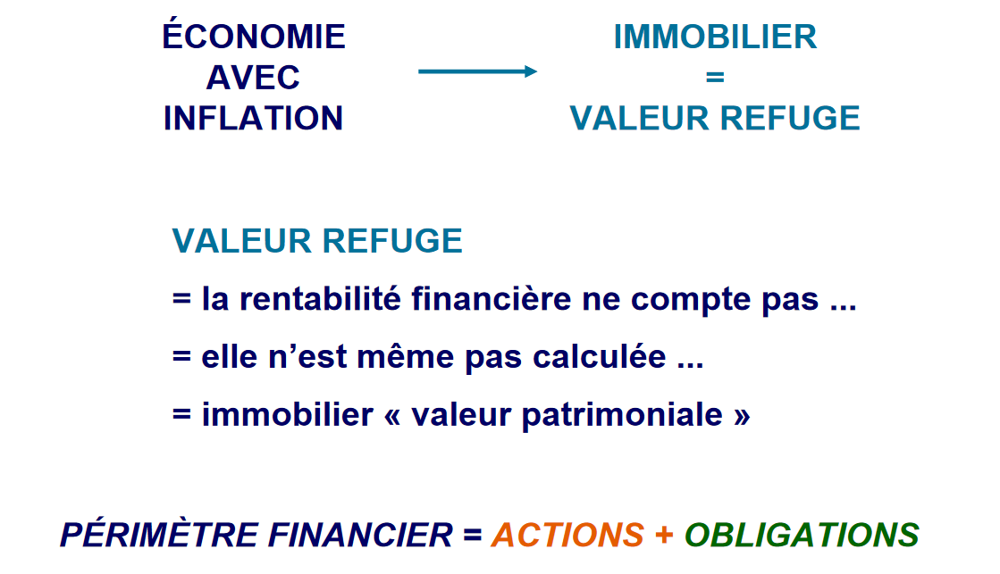 ÉCONOMIE
AVEC
INFLATION
IMMOBILIER
=
VALEUR REFUGE
VALEUR REFUGE
= la rentabilité financière ne compte pas ...
= elle n’est même pas calculée ...
= immobilier « valeur patrimoniale »
PÉRIMÈTRE FINANCIER = ACTIONS + OBLIGATIONS